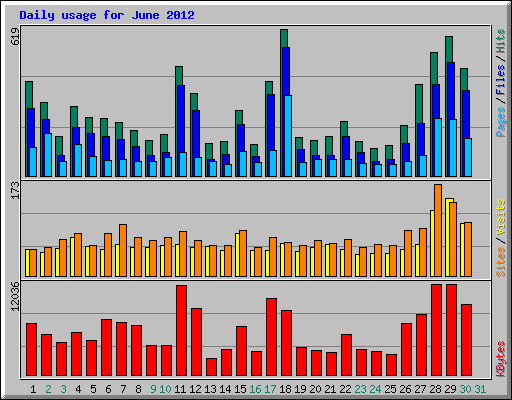 Daily usage for June 2012
619
Pages / Files / Hits
173
Sites / Visits
12036
KBytes
1 2 3 4 5 6 7 8 9 10 11 12 13 14 15 16 17 18 19 20 21 22 23 24 25 26 27 28 29 30 31